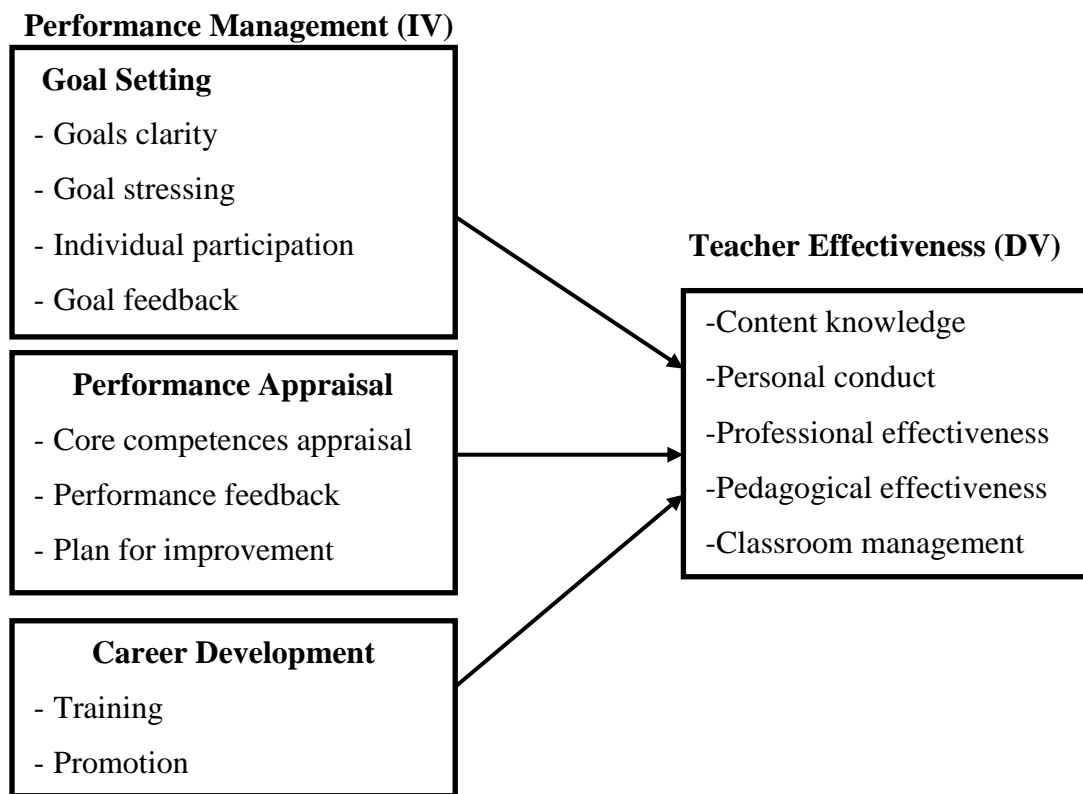 Performance Management (IV)
Goal Setting
- Goals clarity
- Goal stressing
- Individual participation
- Goal feedback
Performance Appraisal
- Core competences appraisal
- Performance feedback
- Plan for improvement
Career Development
- Training
- Promotion
Teacher Effectiveness (DV)
-Content knowledge
-Personal conduct
-Professional effectiveness
-Pedagogical effectiveness
-Classroom management